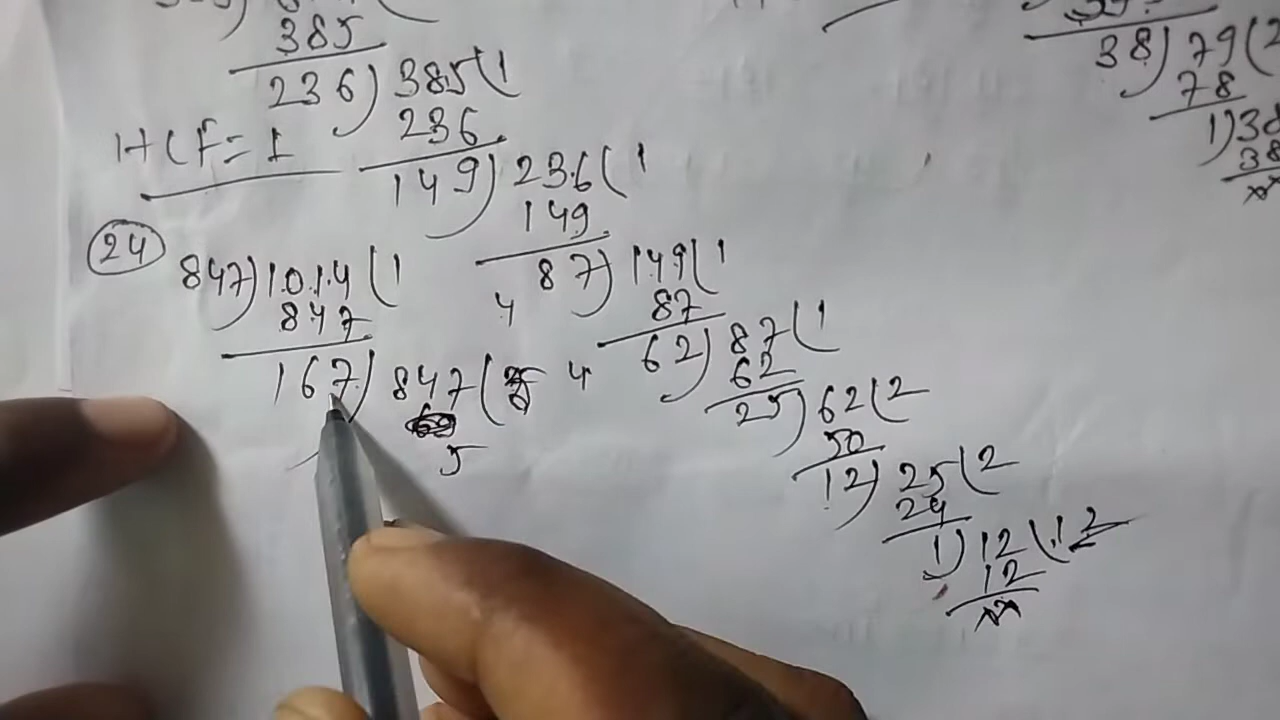 385
236) 385 (1
236
HCF = 1
149) 236 (1
149
87) 149 (1
87
62) 87 (1
62
25) 62 (2
50
12) 25 (2
24
1) 12 (12
12
××
38) 79 (2
78
1) 38
38
××
24
847) 1014 (1
847
167) 847 (
5
4
4